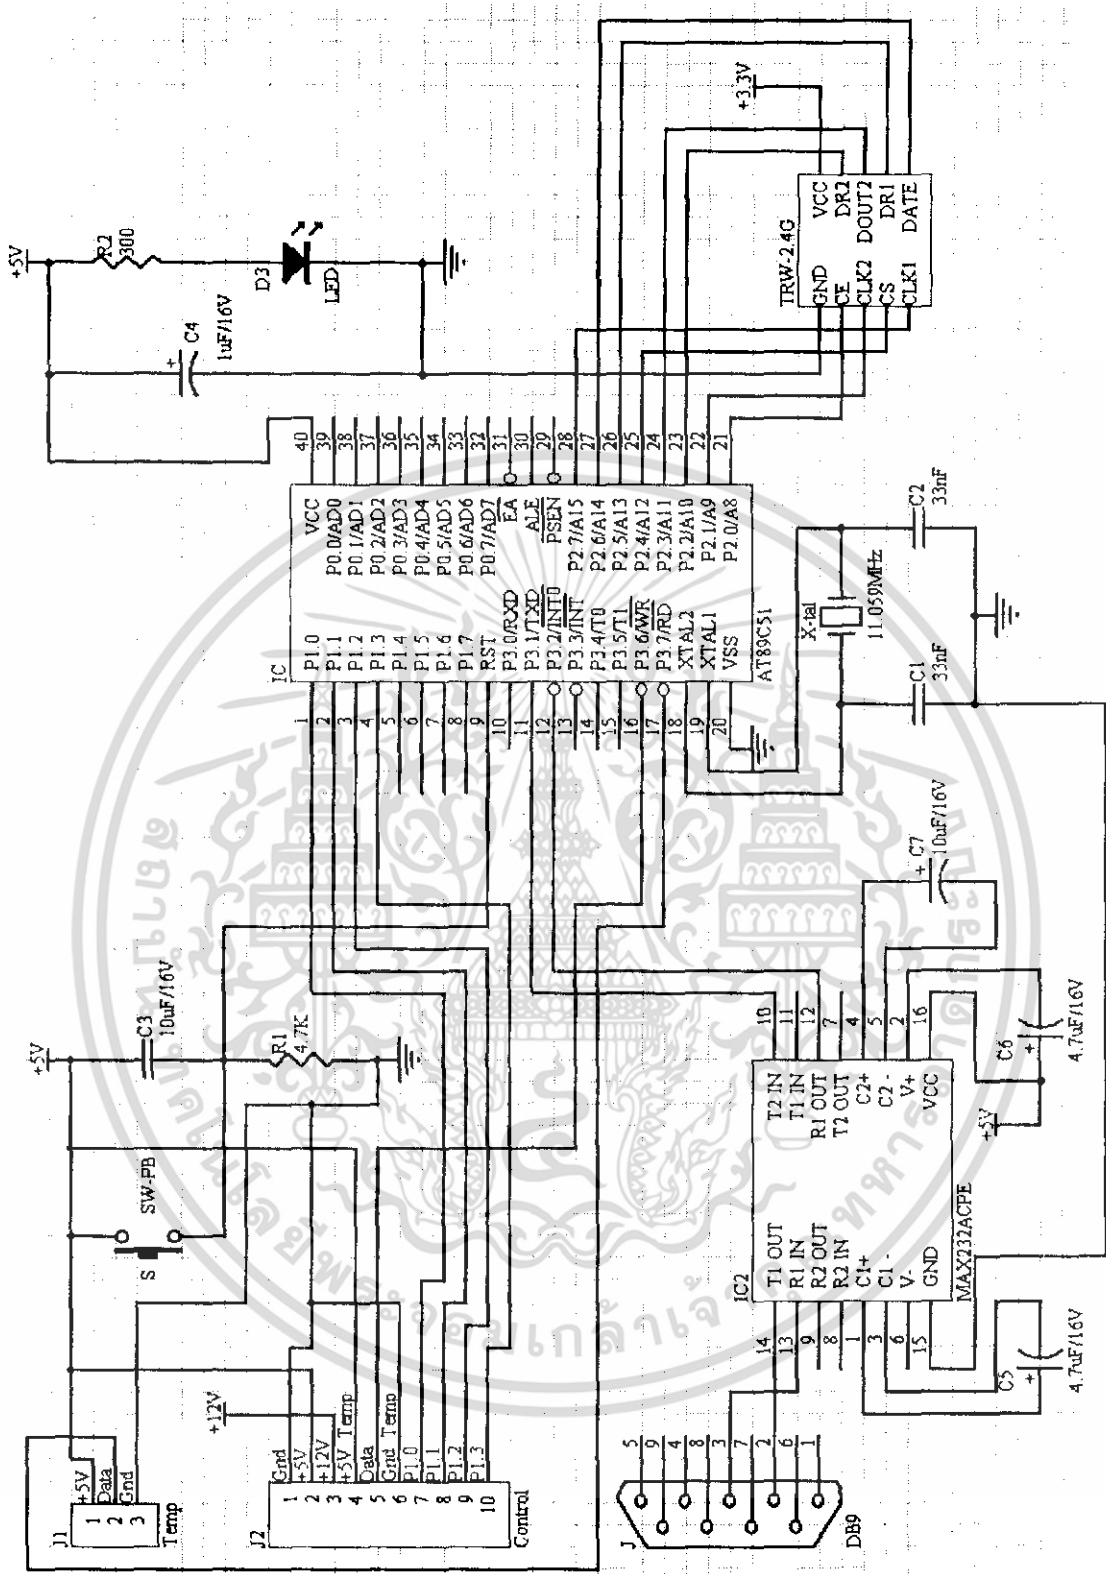 J1
+5V
Data
Gnd
1
2
3
Temp
+12V
J2
Gnd
+5V
+12V
+5V Temp
Data
Gnd Temp
P1.0
P1.1
P1.2
P1.3
1
2
3
4
5
6
7
8
9
10
Control
+5V
S
SW-PB
C3
10uF/16V
R1
4.7K
IC
P1.0
P1.1
P1.2
P1.3
P1.4
P1.5
P1.6
P1.7
RST
P3.0/RXD
P3.1/TXD
P3.2/INT0
P3.3/INT
P3.4/T0
P3.5/T1
P3.6/WR
P3.7/RD
XTAL2
XTAL1
VSS
1
2
3
4
5
6
7
8
9
10
11
12
13
14
15
16
17
18
19
20
VCC
P0.0/AD0
P0.1/AD1
P0.2/AD2
P0.3/AD3
P0.4/AD4
P0.5/AD5
P0.6/AD6
P0.7/AD7
EA
ALE
PSEN
P2.7/A15
P2.6/A14
P2.5/A13
P2.4/A12
P2.3/A11
P2.2/A10
P2.1/A9
P2.0/A8
40
39
38
37
36
35
34
33
32
31
30
29
28
27
26
25
24
23
22
21
AT89C51
+5V
C4
1uF/16V
R2
300
D3
LED
X-tal
11.059MHz
C1
33nF
C2
33nF
+3.3V
TRW-2.4G
GND
CE
CLK2
CS
CLK1
VCC
DR2
DOUT2
DR1
DATE
J
5
9
4
8
3
7
2
6
1
DB9
IC2
T1 OUT
R1 IN
R2 OUT
R2 IN
C1+
C1 -
V-
GND
14
13
9
8
1
3
6
15
T2 IN
T1 IN
R1 OUT
T2 OUT
C2+
C2 -
V+
VCC
10
11
12
7
4
5
2
16
MAX232ACPE
C5
4.7uF/16V
C6
4.7uF/16V
+5V
C7
10uF/16V